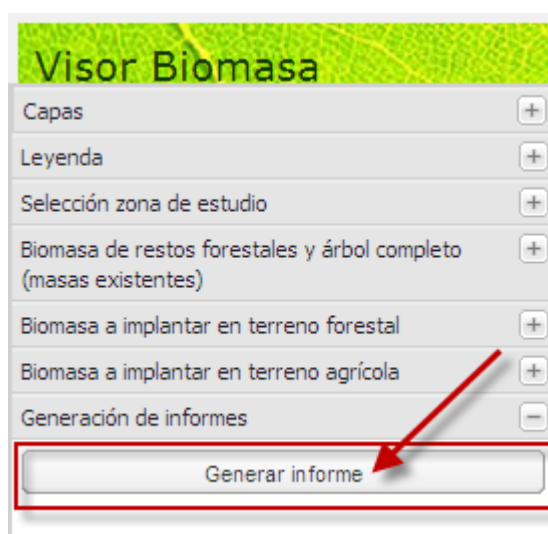 Visor Biomasa
Capas
Leyenda
Selección zona de estudio
Biomasa de restos forestales y árbol completo
(masas existentes)
Biomasa a implantar en terreno forestal
Biomasa a implantar en terreno agrícola
Generación de informes
Generar informe